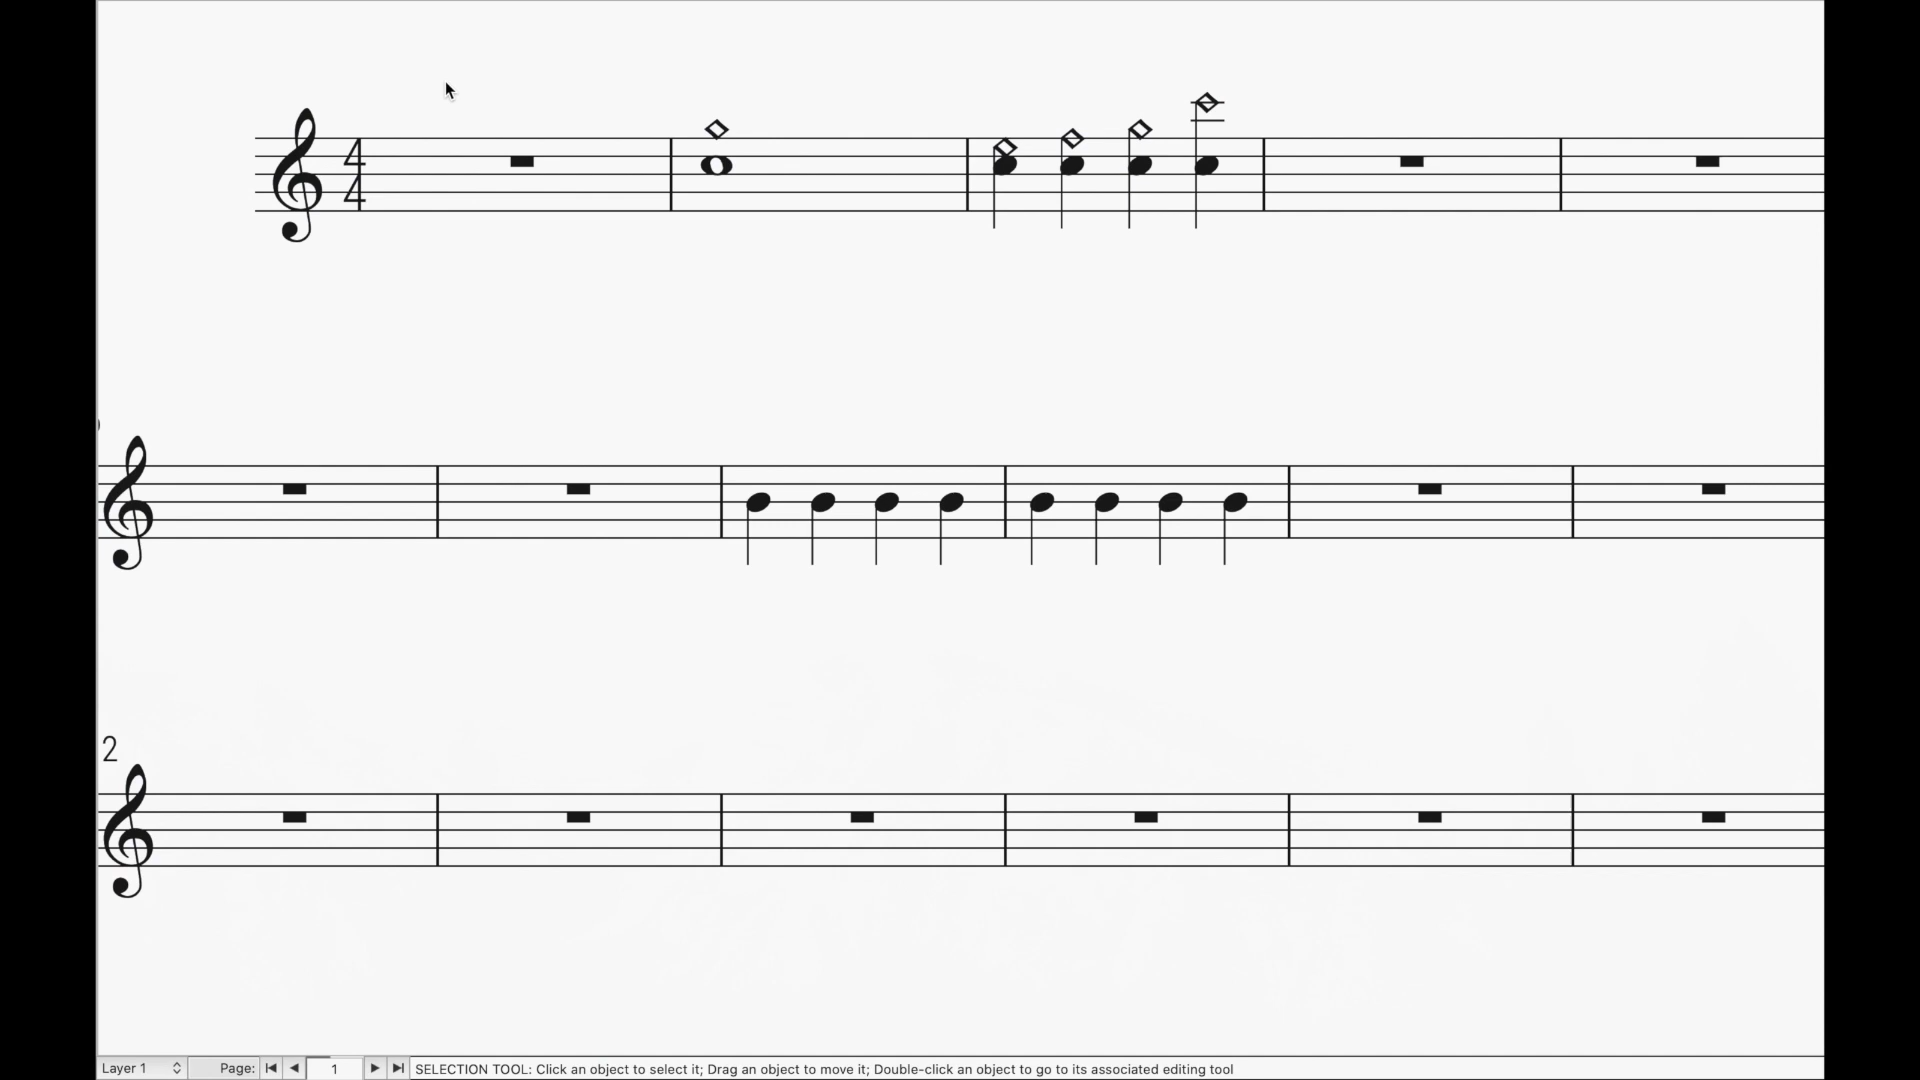 4
4
2
Layer 1 Page: 1 SELECTION TOOL: Click an object to select it; Drag an object to move it; Double-click an object to go to its associated editing tool